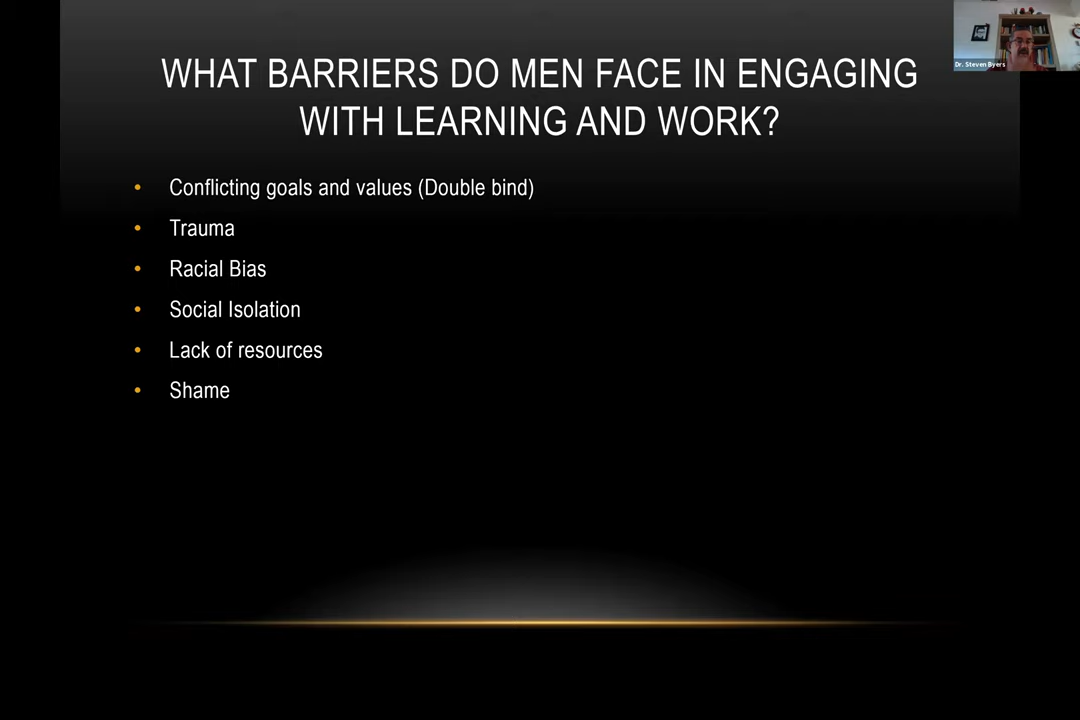 WHAT BARRIERS DO MEN FACE IN ENGAGING
WITH LEARNING AND WORK?
• Conflicting goals and values (Double bind)
• Trauma
• Racial Bias
• Social Isolation
• Lack of resources
• Shame
Dr. Steven Byers